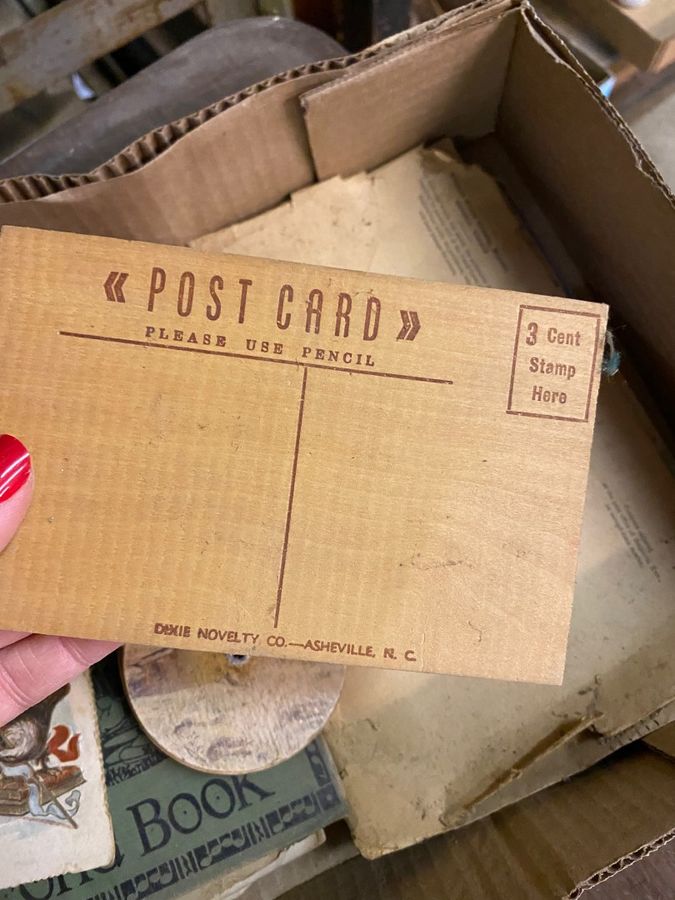 « POST CARD »
PLEASE USE PENCIL
3 Cent
Stamp
Here
DIXIE NOVELTY CO.—ASHEVILLE, N. C.
BOOK